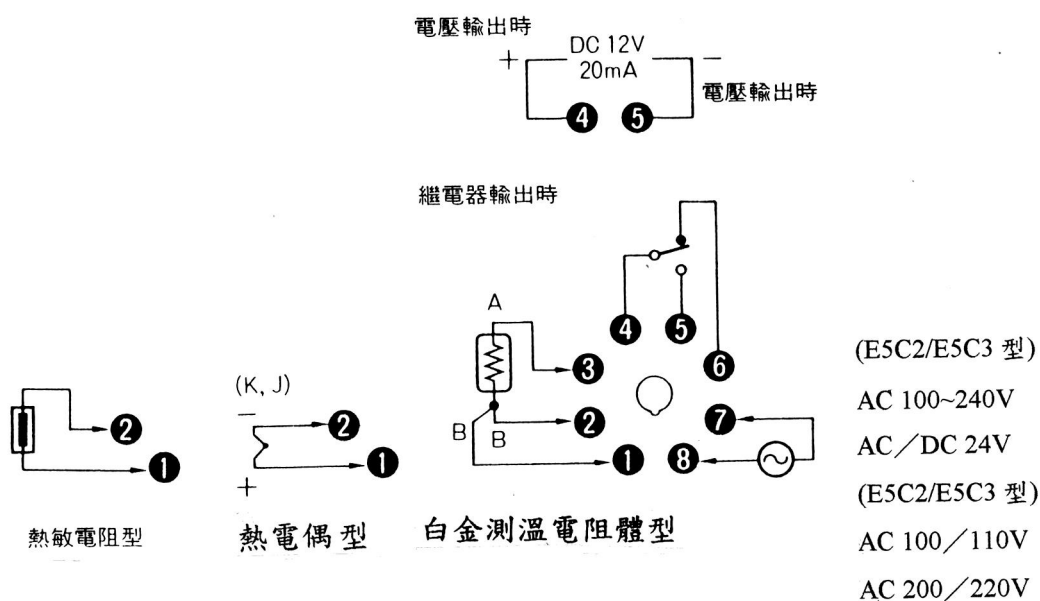 電壓輸出時
+ DC 12V −
20mA
電壓輸出時
4 5
繼電器輸出時
A
4 5
3 6
(K, J)
−
2 2 B B 2 7
1 1 1 8
+
熱敏電阻型
熱電偶型
白金測溫電阻體型
(E5C2/E5C3 型)
AC 100~240V
AC／DC 24V
(E5C2/E5C3 型)
AC 100／110V
AC 200／220V